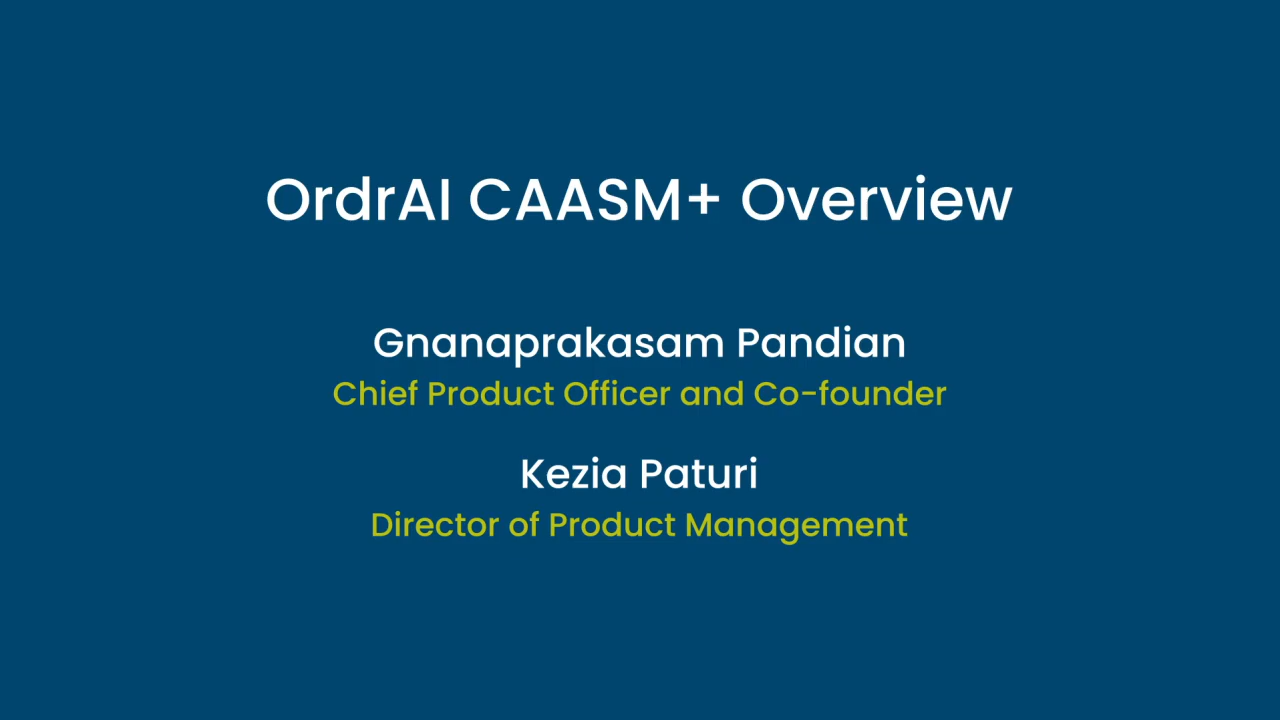 OrdrAI CAASM+ Overview
Gnanaprakasam Pandian
Chief Product Officer and Co-founder
Kezia Paturi
Director of Product Management